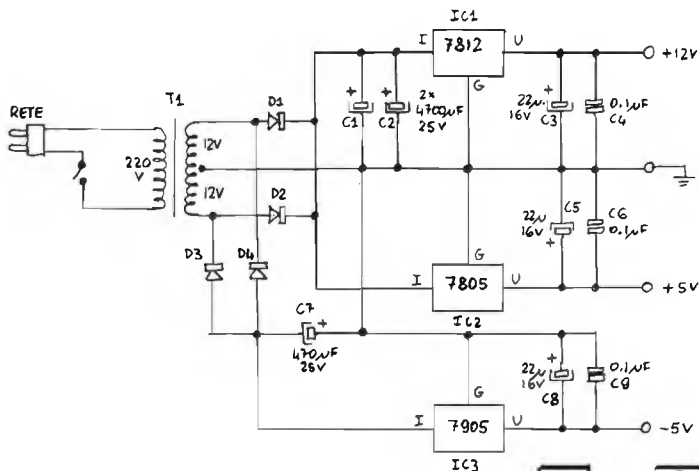 IC1
I
7812
U
+12V
G
T1
RETE
220
V
12V
12V
D1
D2
D3
D4
+
C1
+
C2
2x
4700µF
25V
22µ
16V
+
C3
0.1µF
C4
C5
22µ
16V
+
C6
0.1µF
G
I
7805
U
+5V
IC2
C7
+
470µF
25V
G
I
7905
U
-5V
IC3
+
22µ
16V
C8
0.1µF
C9